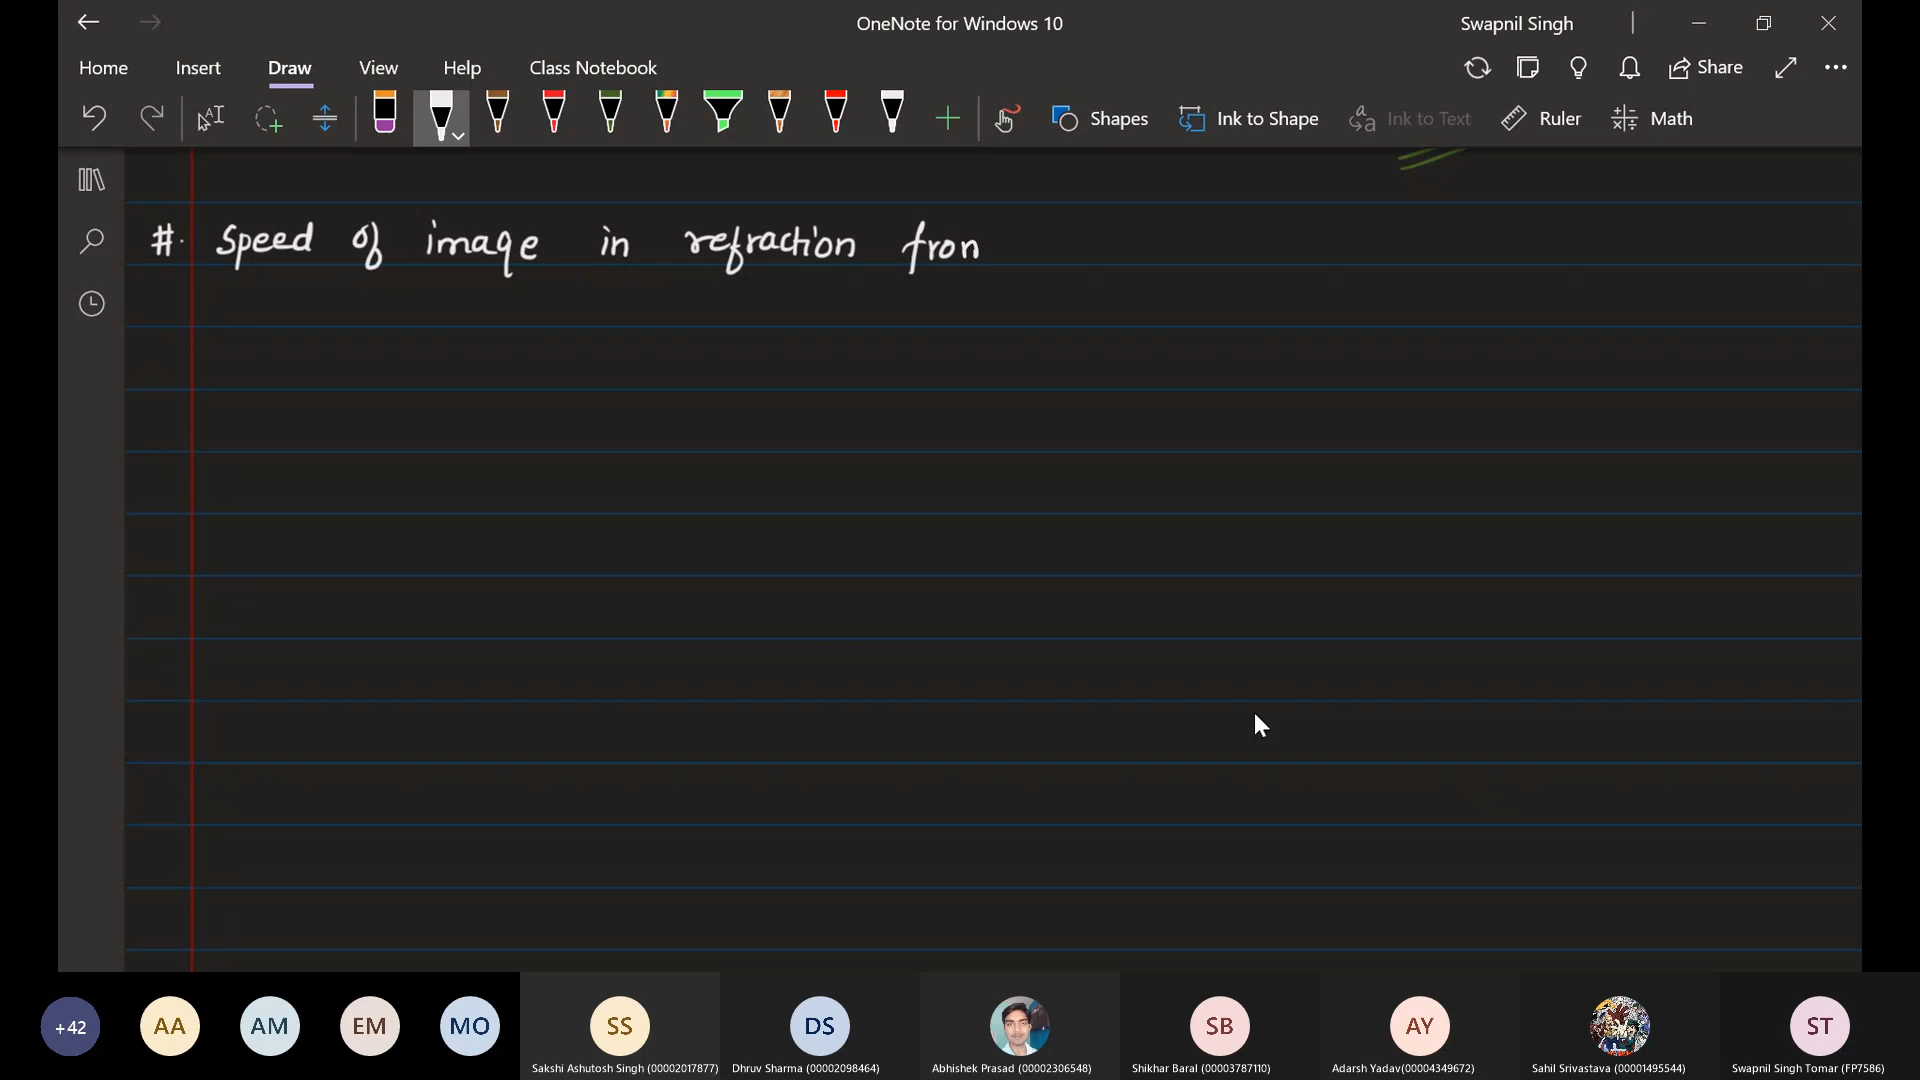 OneNote for Windows 10
Swapnil Singh
Home Insert Draw View Help Class Notebook
Share
Shapes Ink to Shape Ink to Text Ruler Math
# Speed of image in refraction fron
+42 AA AM EM MO SS DS SB AY ST
Sakshi Ashutosh Singh (00002017877) Dhruv Sharma (00002098464) Abhishek Prasad (00002306548) Shikhar Baral (00003787110) Adarsh Yadav(00004349672) Sahil Srivastava (00001495544) Swapnil Singh Tomar (FP7586)